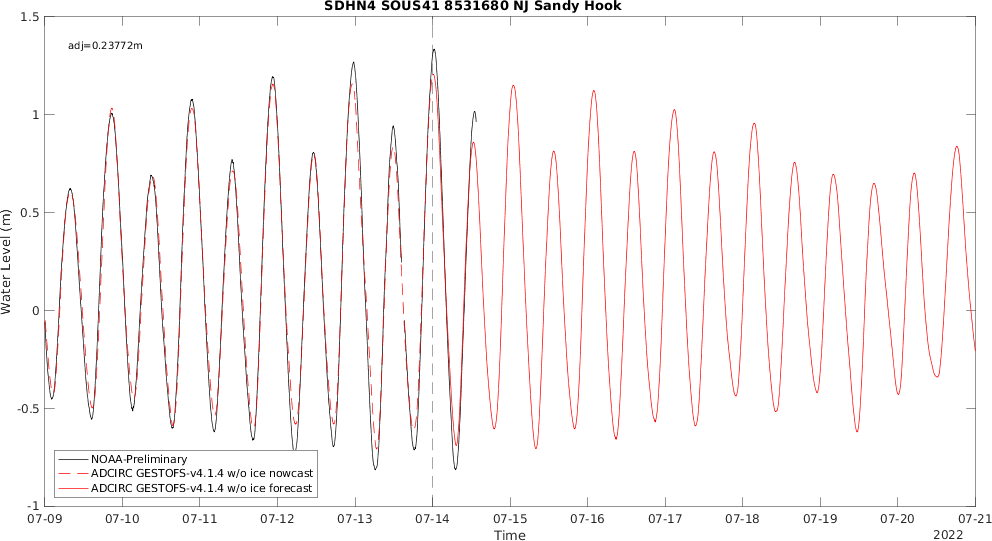 SDHN4 SOUS41 8531680 NJ Sandy Hook
adj=0.23772m
1.5
1
0.5
0
-0.5
-1
Water Level (m)
NOAA-Preliminary
ADCIRC GESTOFS-v4.1.4 w/o ice nowcast
ADCIRC GESTOFS-v4.1.4 w/o ice forecast
07-09 07-10 07-11 07-12 07-13 07-14 07-15 07-16 07-17 07-18 07-19 07-20 07-21
Time
2022